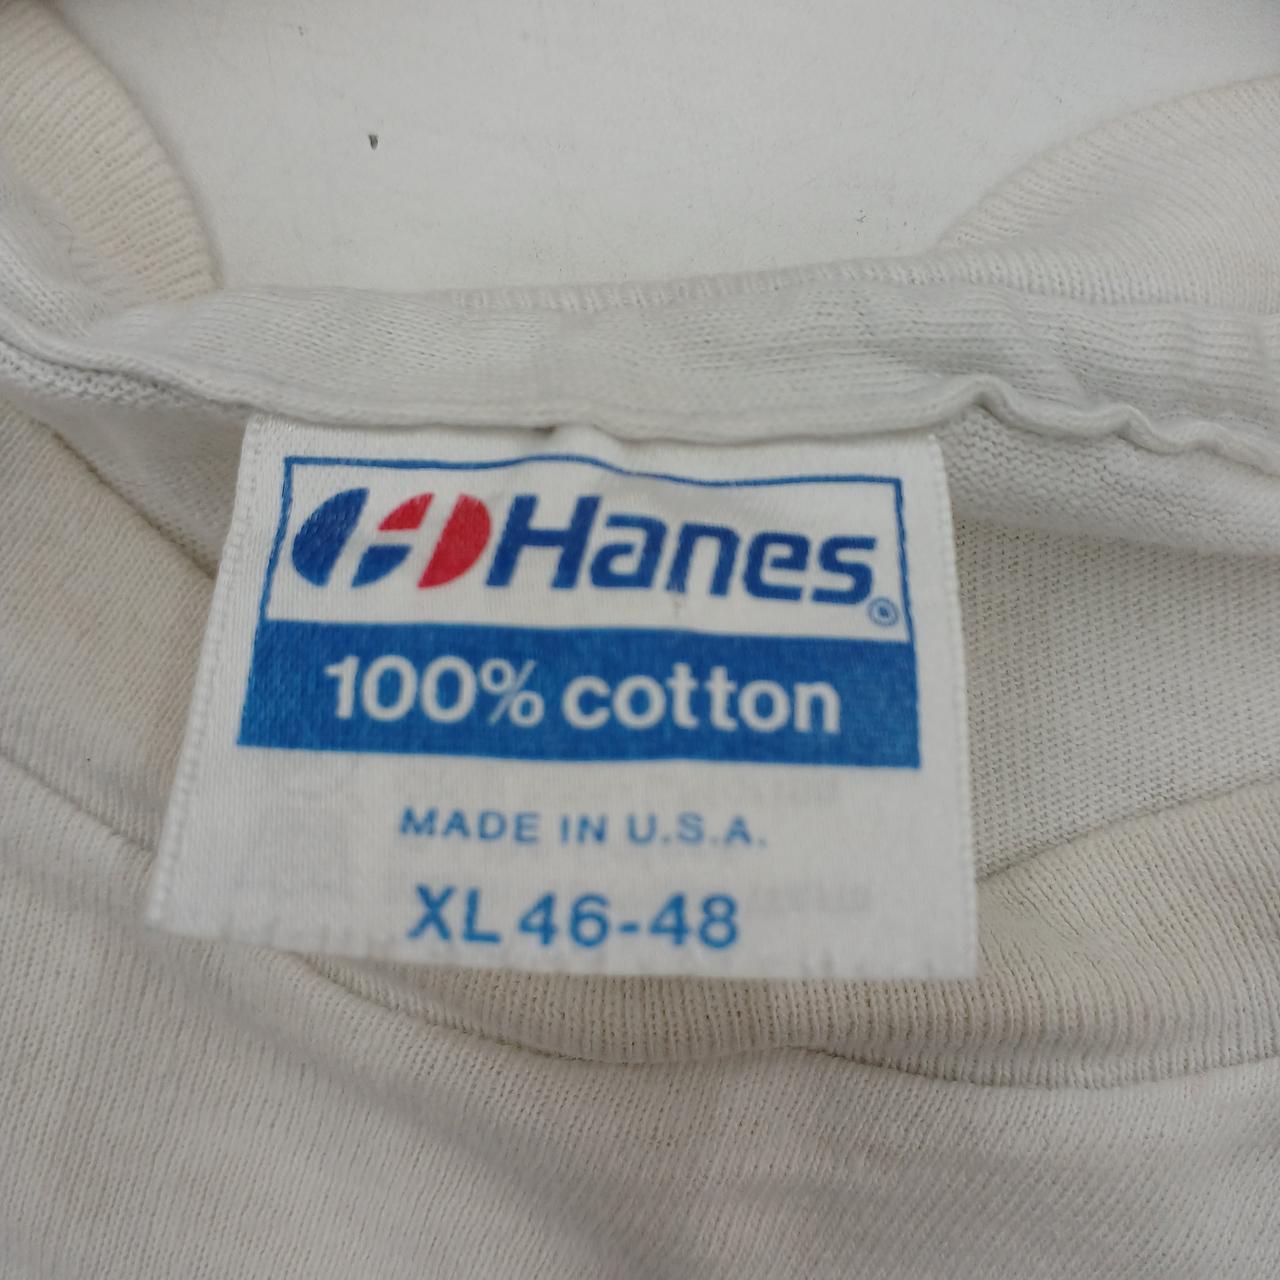 Hanes®
100% cotton
MADE IN U.S.A.
XL 46-48